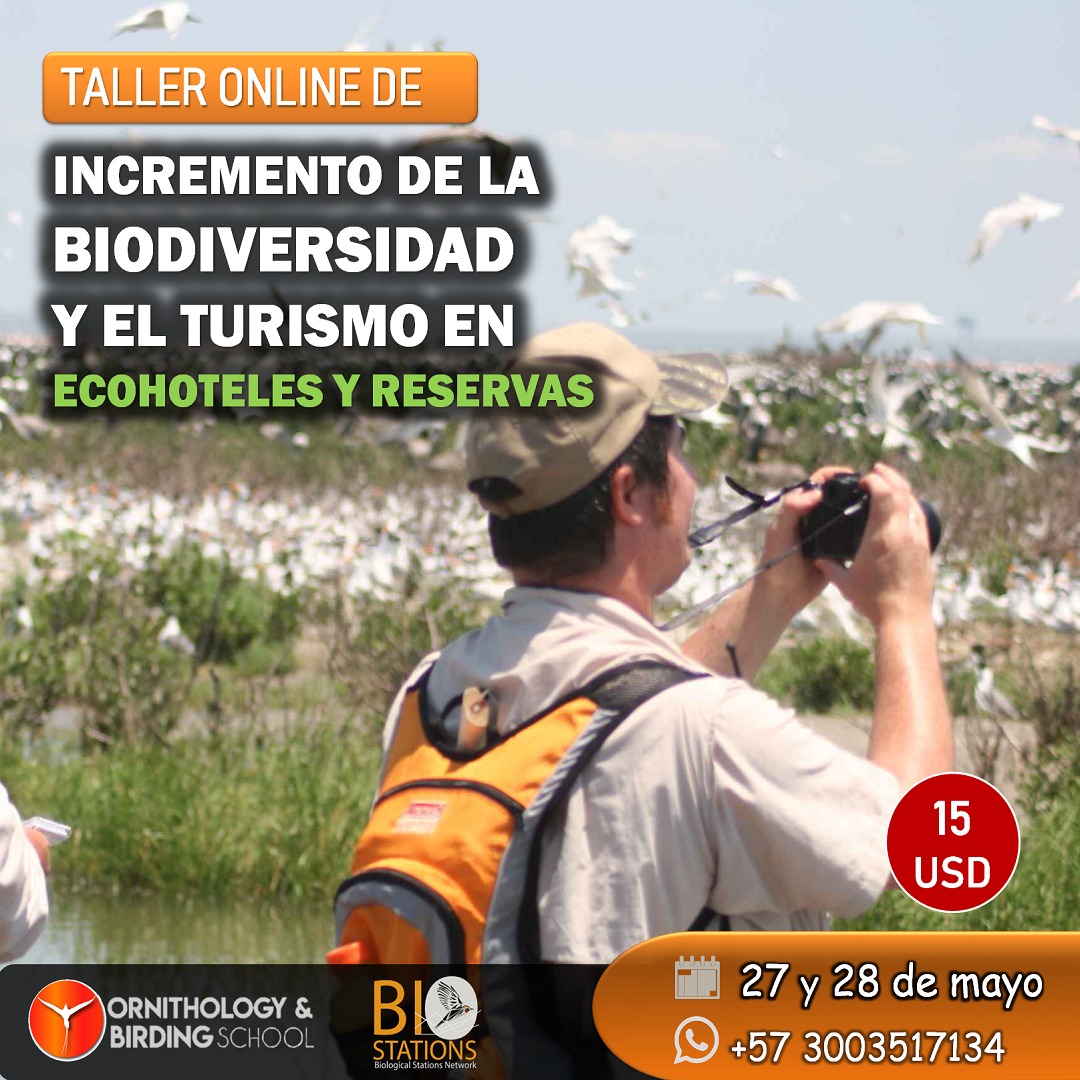 TALLER ONLINE DE
INCREMENTO DE LA
BIODIVERSIDAD
Y EL TURISMO EN
ECOHOTELES Y RESERVAS
15
USD
27 y 28 de mayo
+57 3003517134
ORNITHOLOGY &
BIRDING SCHOOL
BIO
STATIONS
Biological Stations Network